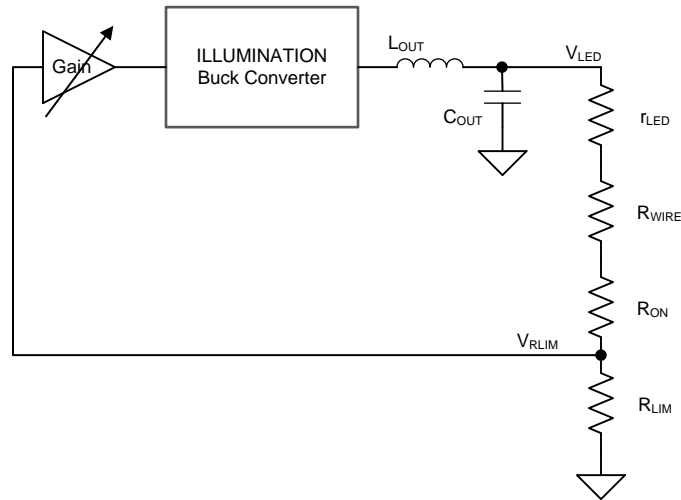 Gain
ILLUMINATION
Buck Converter
LOUT
COUT
VLED
rLED
RWIRE
RON
VRLIM
RLIM